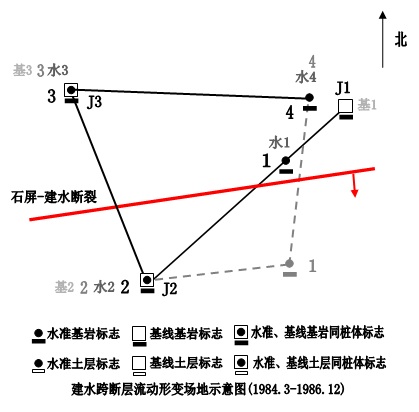 北
4
水4
基3 3 水3
J1
基1
3
J3
4
水1
1
石屏-建水断裂
1
基2 2 水2 2 J2
水准基岩标志 基线基岩标志 水准、基线基岩同桩体标志
水准土层标志 基线土层标志 水准、基线土层同桩体标志
建水跨断层流动形变场地示意图(1984.3-1986.12)